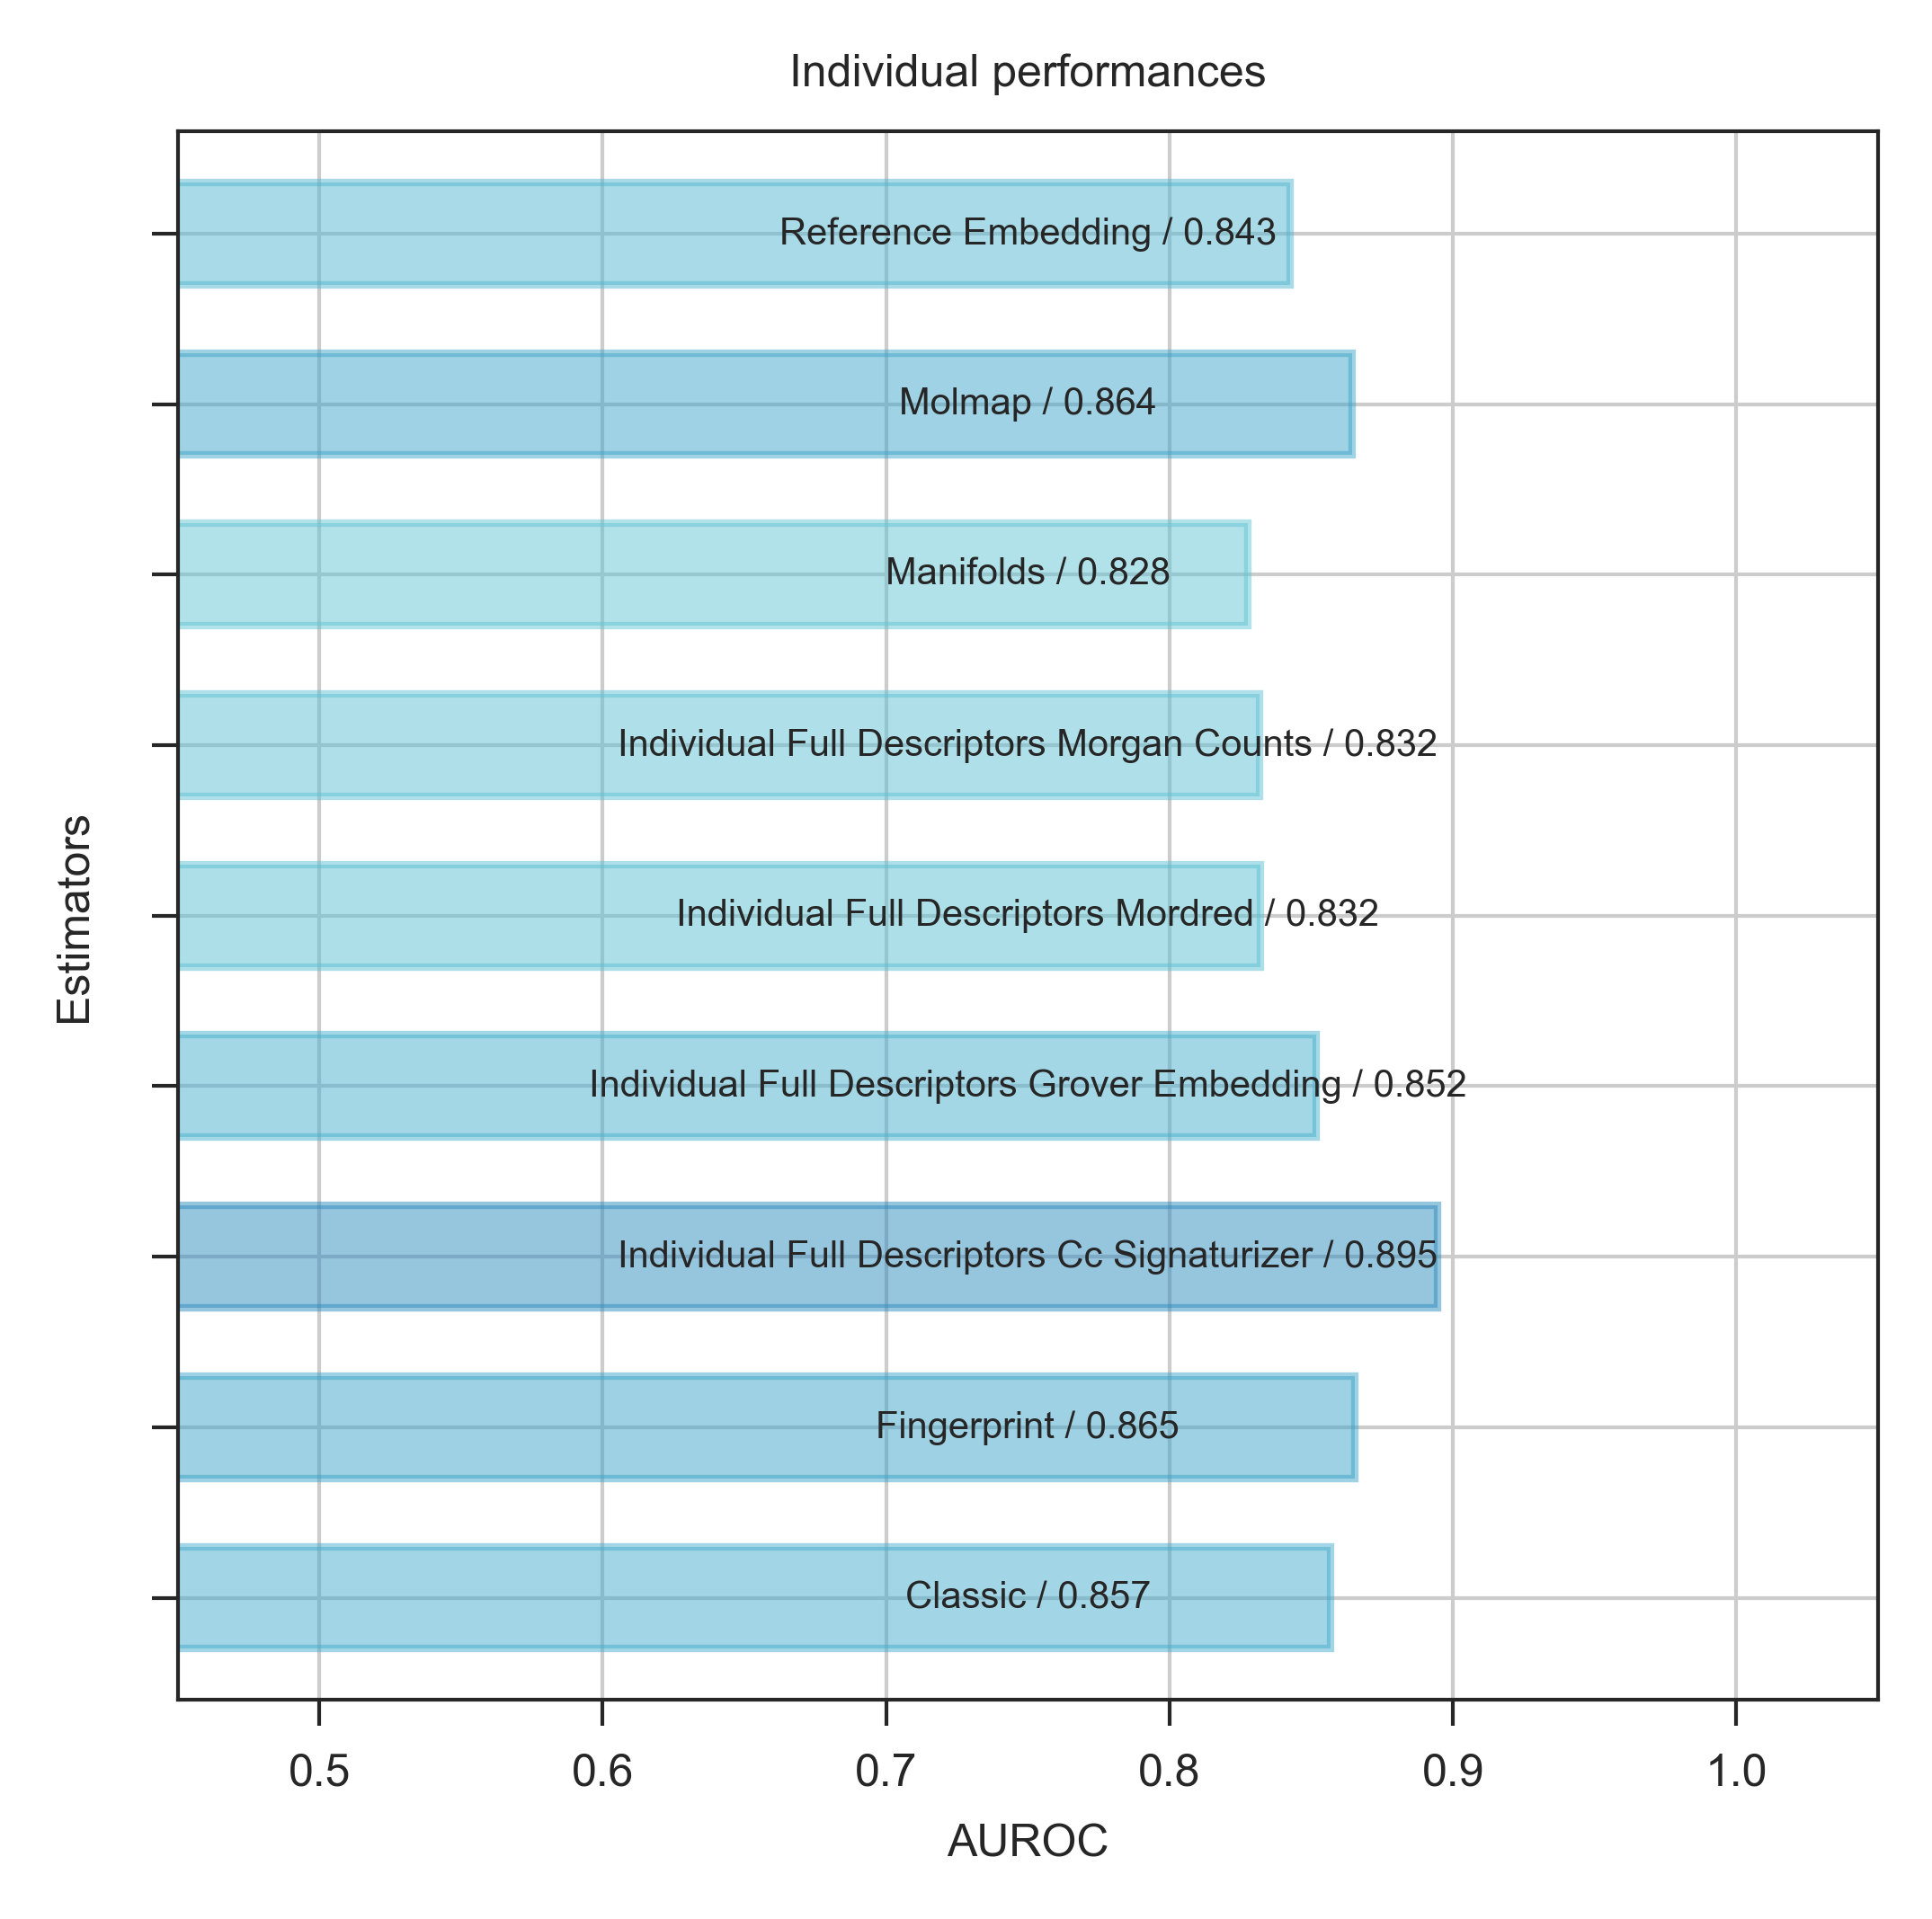 Individual performances
Reference Embedding / 0.843
Molmap / 0.864
Manifolds / 0.828
Individual Full Descriptors Morgan Counts / 0.832
Individual Full Descriptors Mordred / 0.832
Individual Full Descriptors Grover Embedding / 0.852
Individual Full Descriptors Cc Signaturizer / 0.895
Fingerprint / 0.865
Classic / 0.857
Estimators
0.5 0.6 0.7 0.8 0.9 1.0
AUROC